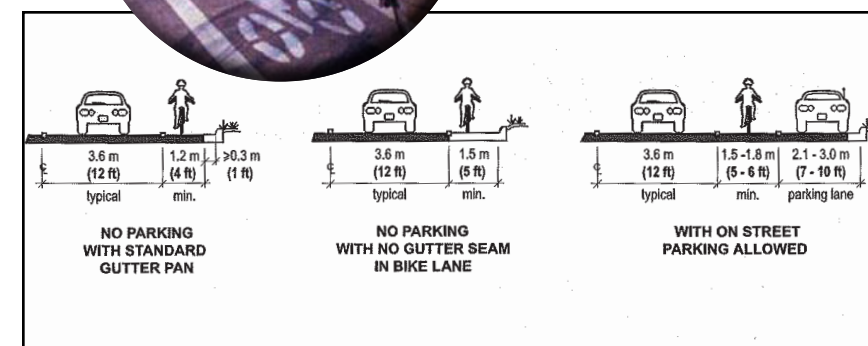 3.6 m
(12 ft)
typical
1.2 m
(4 ft)
min.
>0.3 m
(1 ft)
NO PARKING
WITH STANDARD
GUTTER PAN
3.6 m
(12 ft)
typical
1.5 m
(5 ft)
min.
NO PARKING
WITH NO GUTTER SEAM
IN BIKE LANE
3.6 m
(12 ft)
typical
1.5 -1.8 m
(5 - 6 ft)
min.
2.1 - 3.0 m
(7 - 10 ft)
parking lane
WITH ON STREET
PARKING ALLOWED